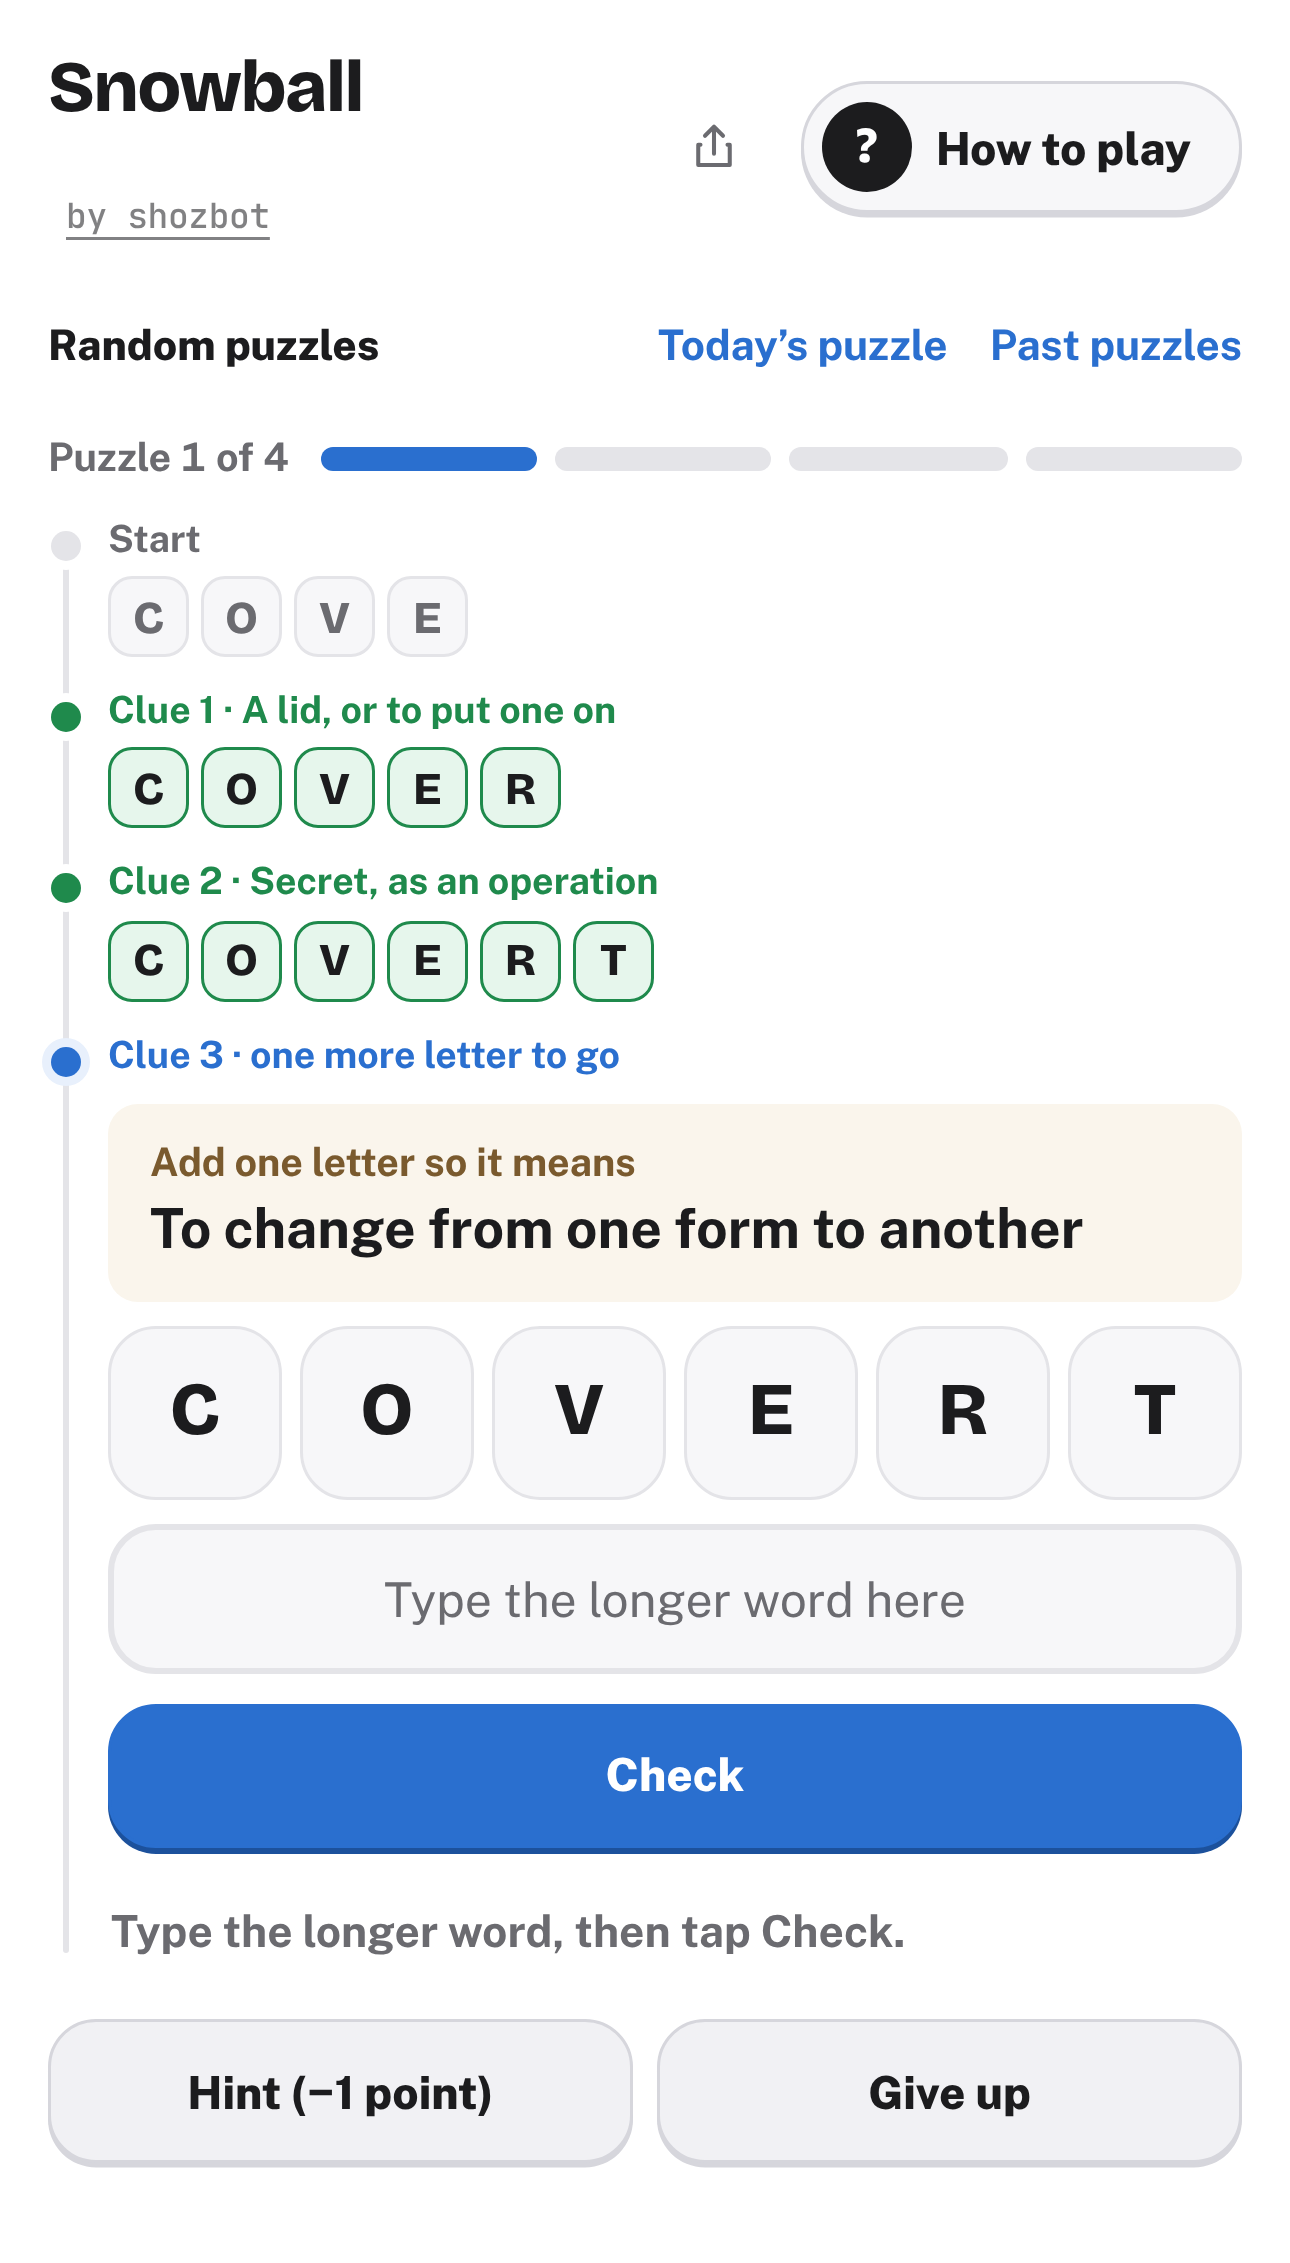 Snowball
by shozbot
? How to play
Random puzzles
Today’s puzzle
Past puzzles
Puzzle 1 of 4
Start
C O V E
Clue 1 · A lid, or to put one on
C O V E R
Clue 2 · Secret, as an operation
C O V E R T
Clue 3 · one more letter to go
Add one letter so it means
To change from one form to another
C O V E R T
Type the longer word here
Check
Type the longer word, then tap Check.
Hint (−1 point)
Give up